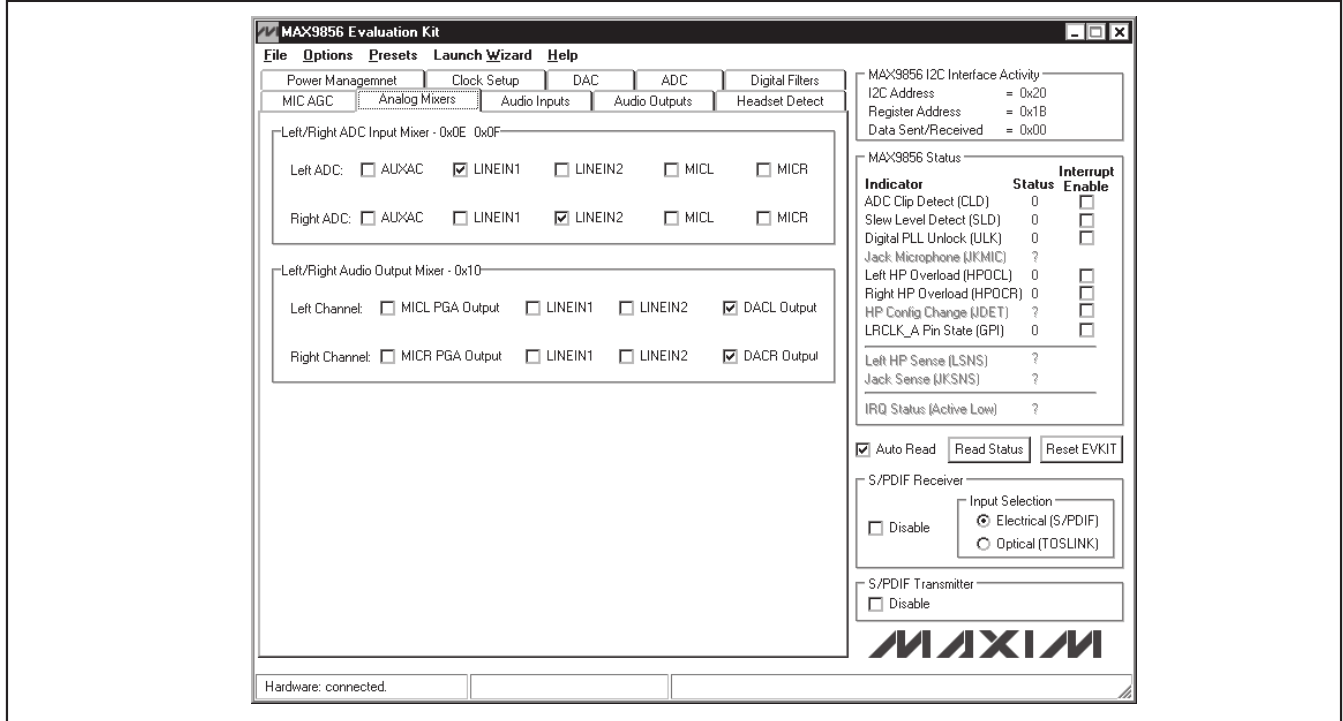 MAX9856 Evaluation Kit
File Options Presets Launch Wizard Help
Power Managemnet Clock Setup DAC ADC Digital Filters
MIC AGC Analog Mixers Audio Inputs Audio Outputs Headset Detect
Left/Right ADC Input Mixer - 0x0E 0x0F
Left ADC: AUXAC LINEIN1 LINEIN2 MICL MICR
Right ADC: AUXAC LINEIN1 LINEIN2 MICL MICR
Left/Right Audio Output Mixer - 0x10
Left Channel: MICL PGA Output LINEIN1 LINEIN2 DACL Output
Right Channel: MICR PGA Output LINEIN1 LINEIN2 DACR Output
MAX9856 I2C Interface Activity
I2C Address = 0x20
Register Address = 0x1B
Data Sent/Received = 0x00
MAX9856 Status
Indicator Status Interrupt Enable
ADC Clip Detect (CLD) 0
Slew Level Detect (SLD) 0
Digital PLL Unlock (ULK) 0
Jack Microphone (JKMIC) ?
Left HP Overload (HPOCL) 0
Right HP Overload (HPOCR) 0
HP Config Change (JDET) ?
LRCLK_A Pin State (GPI) 0
Left HP Sense (LSNS) ?
Jack Sense (JKSNS) ?
IRQ Status (Active Low) ?
Auto Read Read Status Reset EVKIT
S/PDIF Receiver
Disable
Input Selection
Electrical (S/PDIF)
Optical (TOSLINK)
S/PDIF Transmitter
Disable
MAXIM
Hardware: connected.